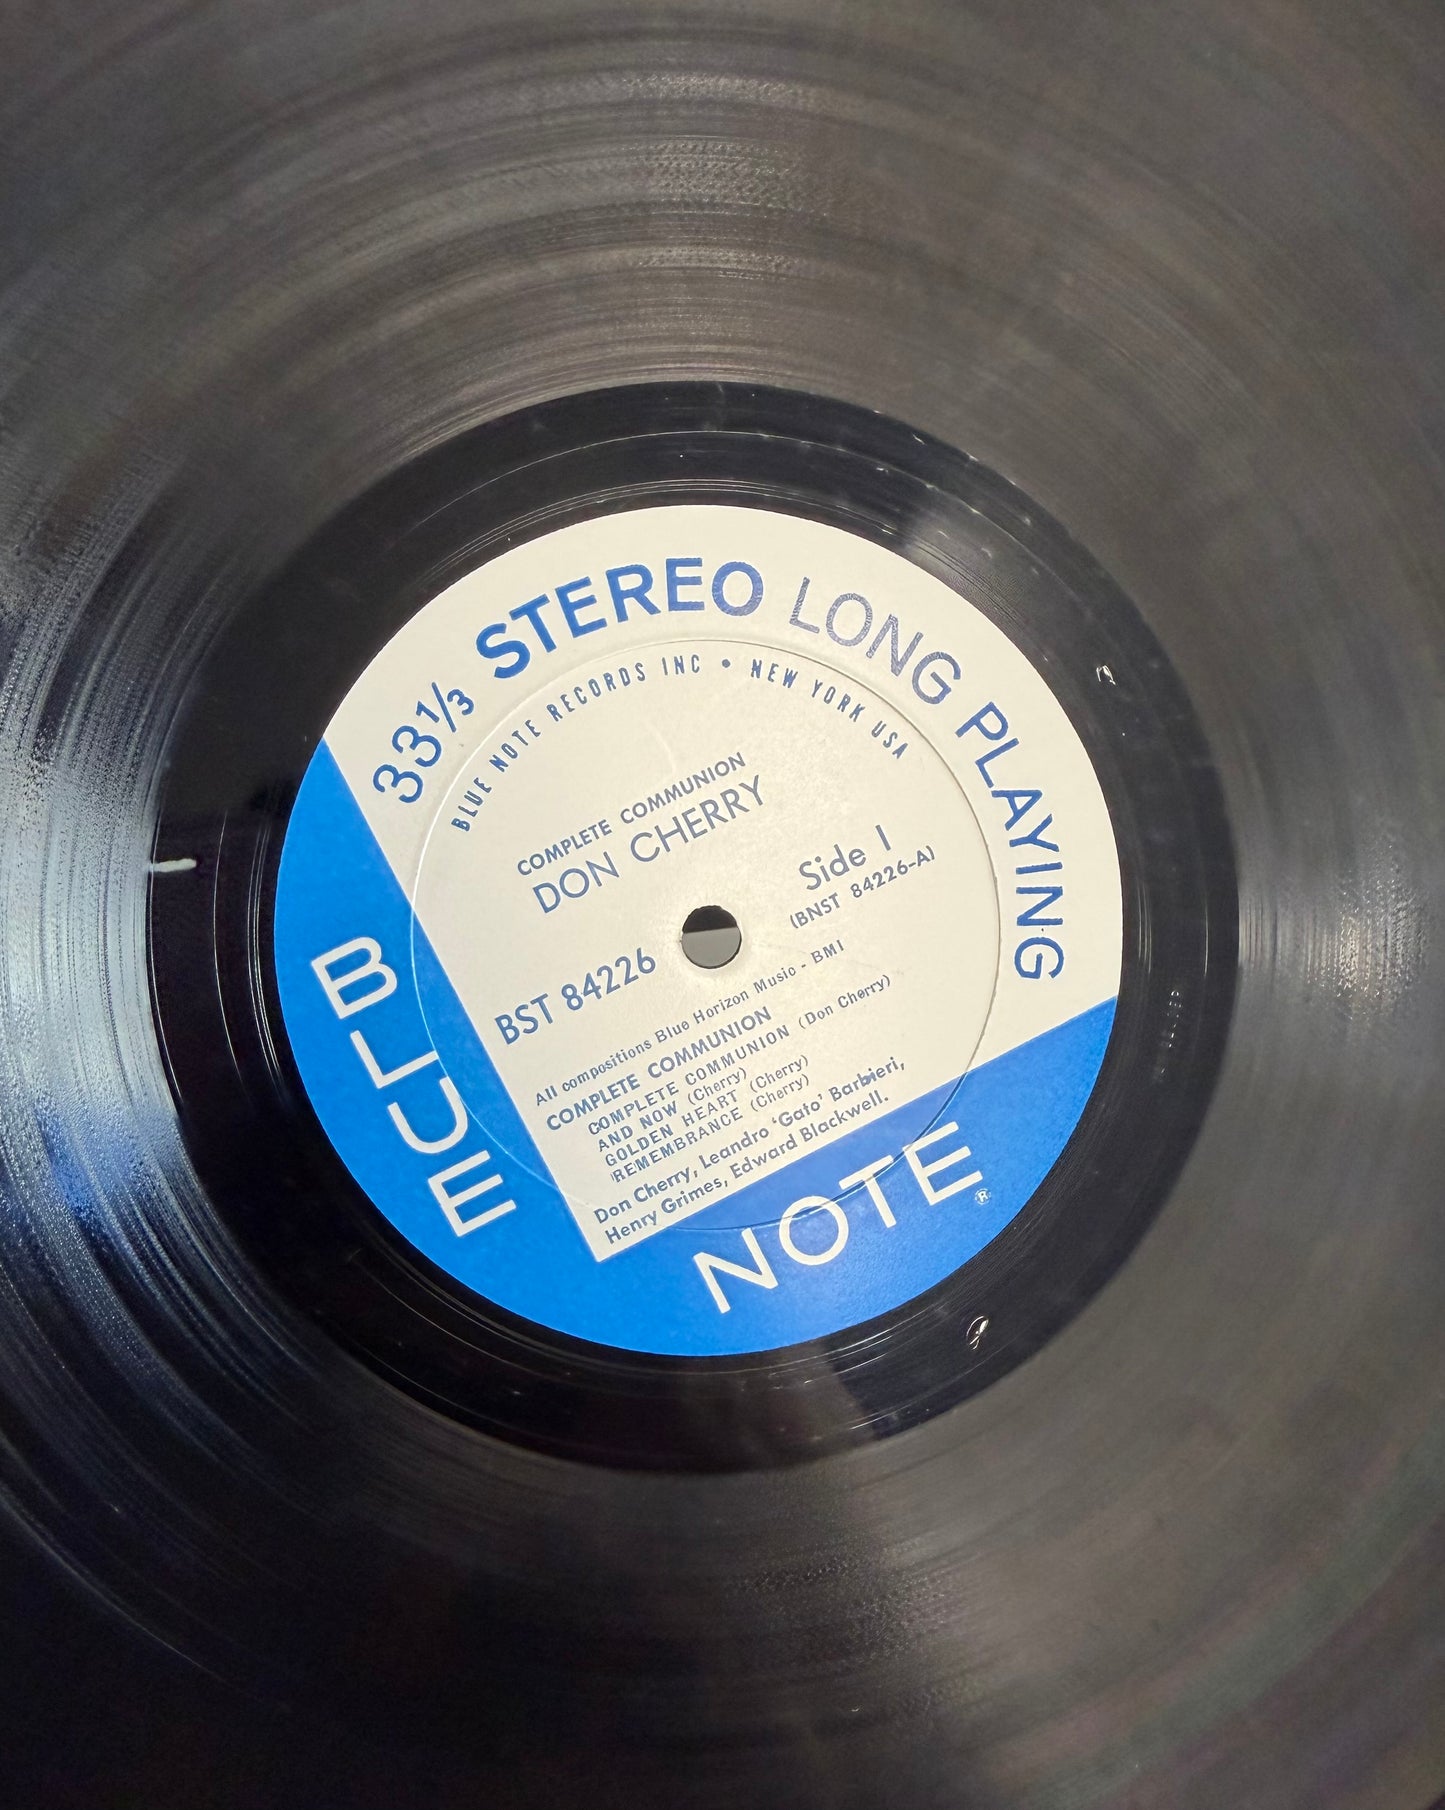 33⅓ STEREO LONG PLAYING
BLUE NOTE RECORDS INC • NEW YORK USA
COMPLETE COMMUNION
DON CHERRY
Side 1
(BNST 84226-A)
BST 84226
All compositions Blue Horizon Music - BMI
COMPLETE COMMUNION
COMPLETE COMMUNION (Don Cherry)
AND NOW (Cherry)
GOLDEN HEART (Cherry)
REMEMBRANCE (Cherry)
Don Cherry, Leandro 'Gato' Barbieri,
Henry Grimes, Edward Blackwell.
BLUE
NOTE®